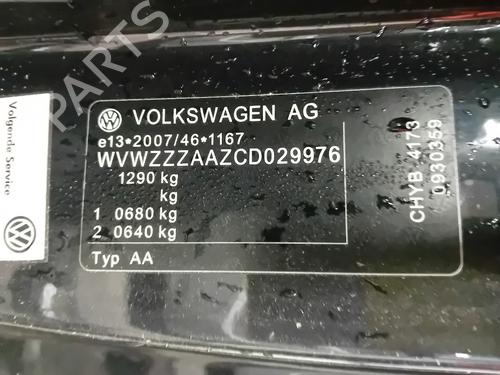 VOLKSWAGEN AG
e13*2007/46*1167
WVWZZZAAZCD029976
1290 kg
kg
1 0680 kg
2 0640 kg
Typ AA
CHYB 4173
0930359
Volgende Service
PARTS